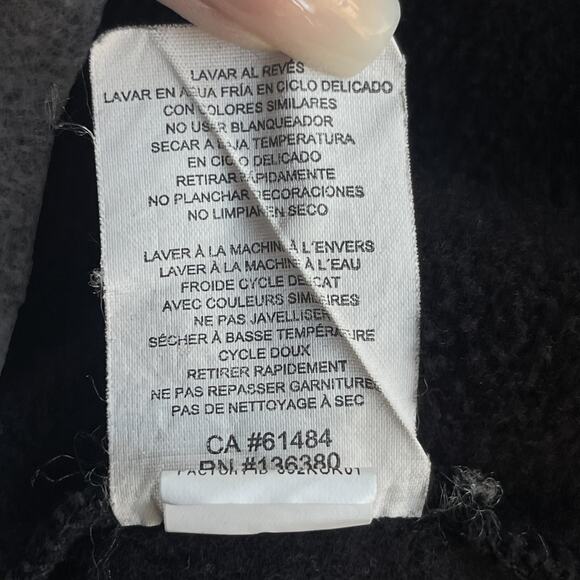 LAVAR AL REVÉS
LAVAR EN AGUA FRÍA EN CICLO DELICADO
CON COLORES SIMILARES
NO USAR BLANQUEADOR
SECAR A BAJA TEMPERATURA
EN CICLO DELICADO
RETIRAR RÁPIDAMENTE
NO PLANCHAR DECORACIONES
NO LIMPIAR EN SECO
LAVER À LA MACHINE À L'ENVERS
LAVER À LA MACHINE À L'EAU
FROIDE CYCLE DELICAT
AVEC COULEURS SIMILAIRES
NE PAS JAVELLISER
SÉCHER À BASSE TEMPÉRATURE
CYCLE DOUX
RETIRER RAPIDEMENT
NE PAS REPASSER GARNITURES
PAS DE NETTOYAGE À SEC
CA #61484
RN #136380